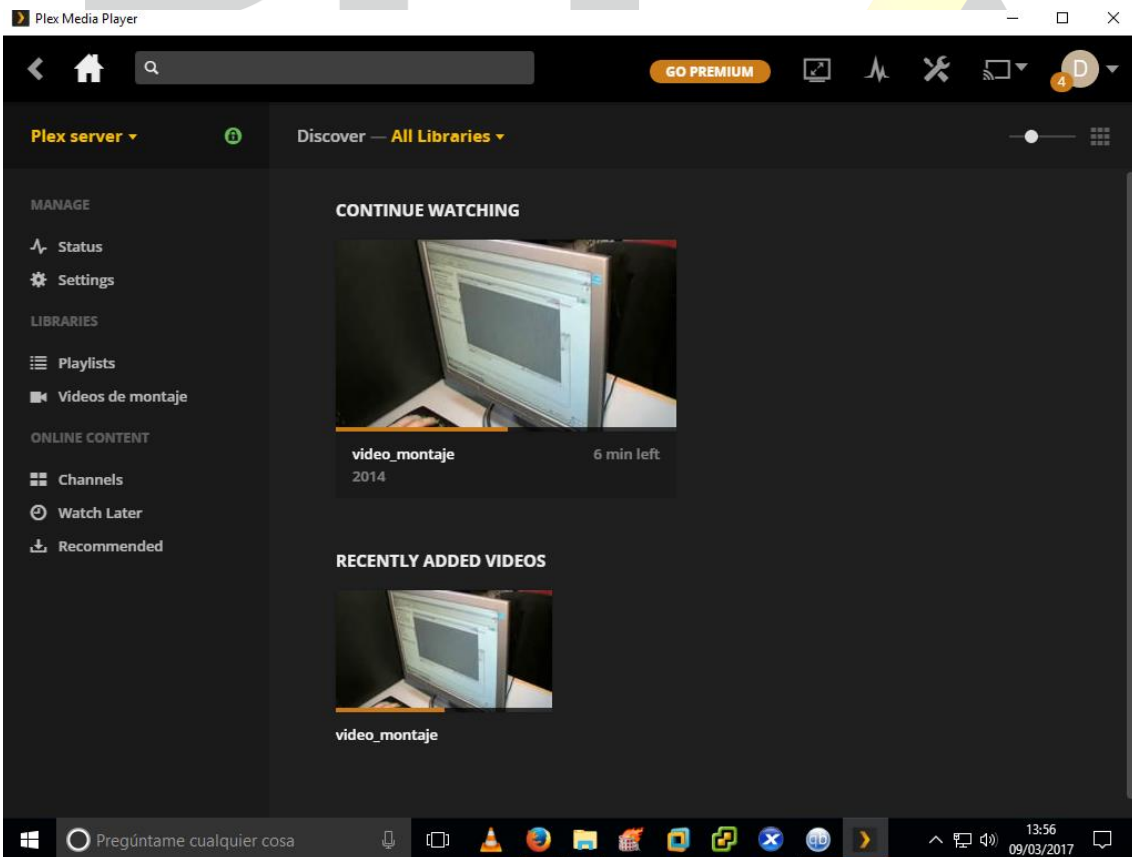 Plex Media Player
GO PREMIUM
D
4
Plex server
Discover — All Libraries
MANAGE
Status
Settings
LIBRARIES
Playlists
Videos de montaje
ONLINE CONTENT
Channels
Watch Later
Recommended
CONTINUE WATCHING
video_montaje 6 min left
2014
RECENTLY ADDED VIDEOS
video_montaje
Pregúntame cualquier cosa
13:56
09/03/2017